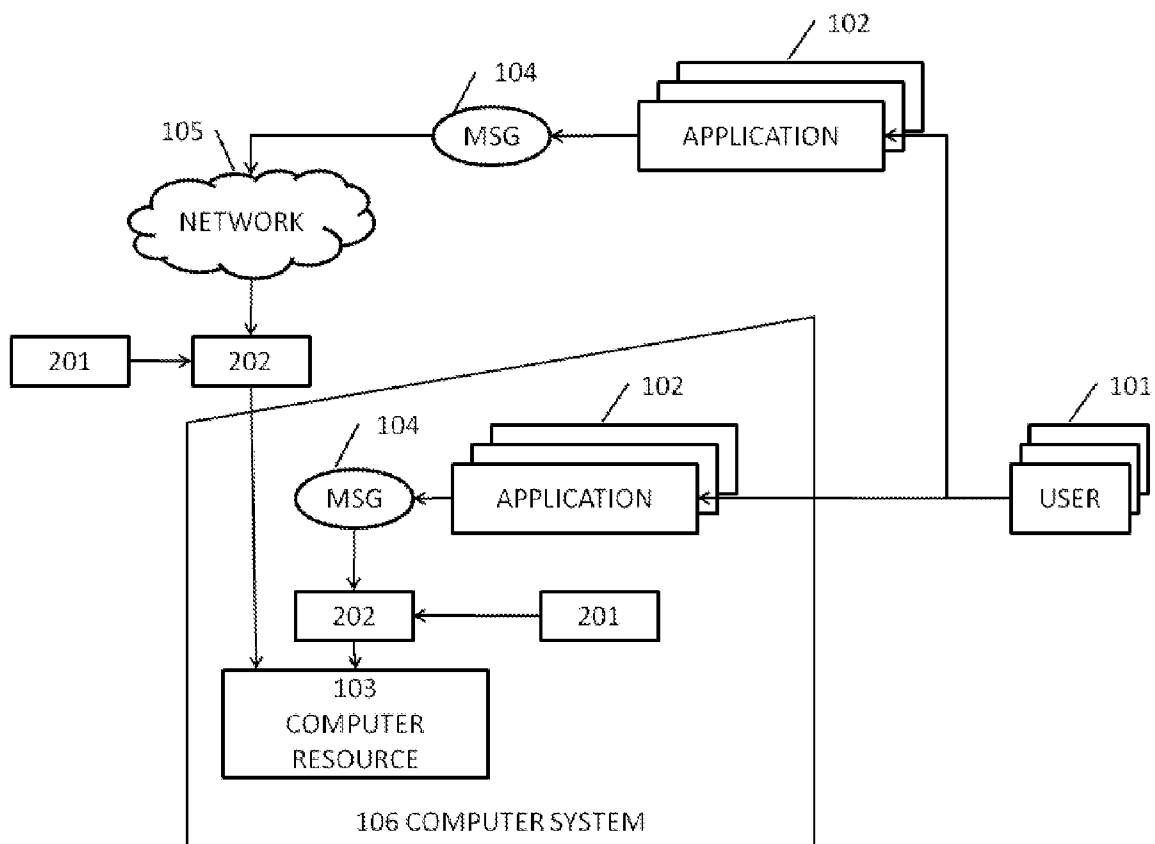 102
104
MSG
APPLICATION
105
NETWORK
201
202
102
101
104
MSG
APPLICATION
USER
202
201
103
COMPUTER
RESOURCE
106 COMPUTER SYSTEM